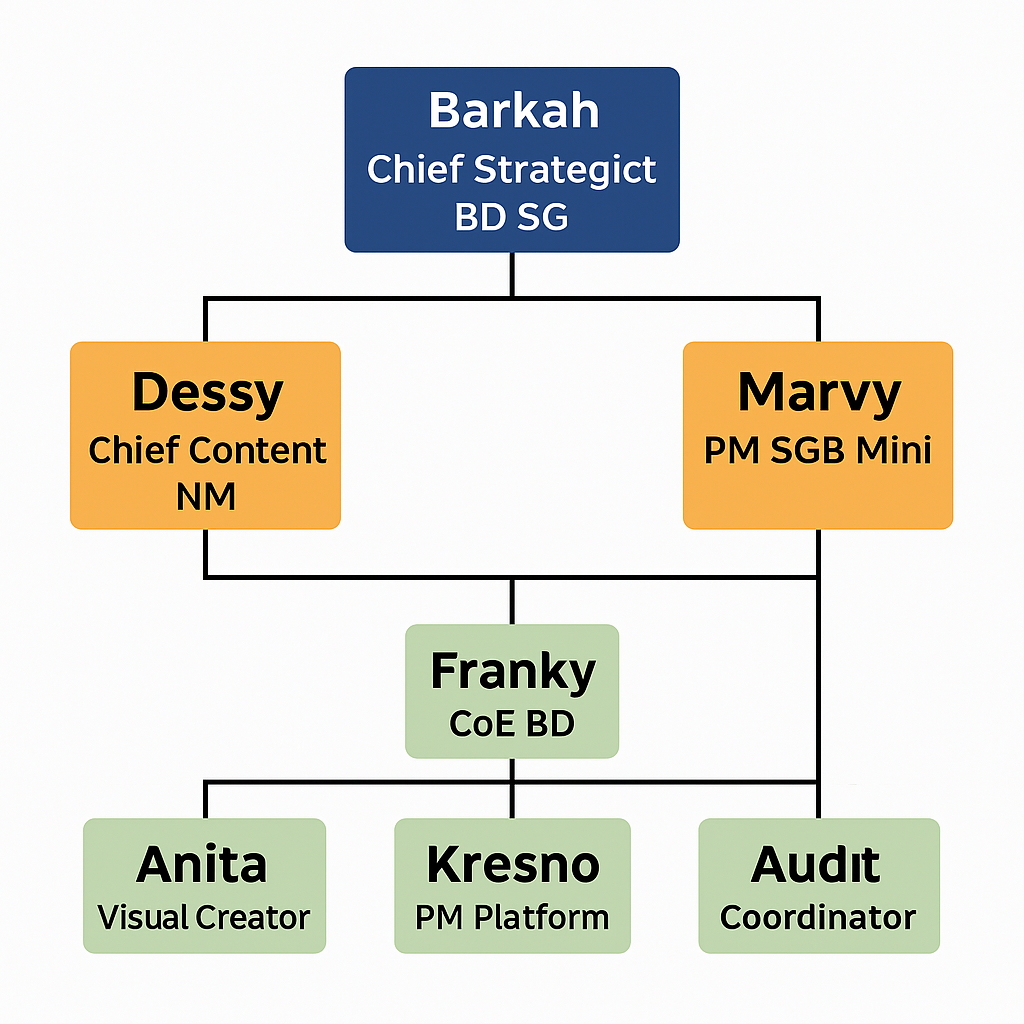 Barkah
Chief Strategict
BD SG
Dessy
Chief Content
NM
Marvy
PM SGB Mini
Franky
CoE BD
Anita
Visual Creator
Kresno
PM Platform
Audıt
Coordinator